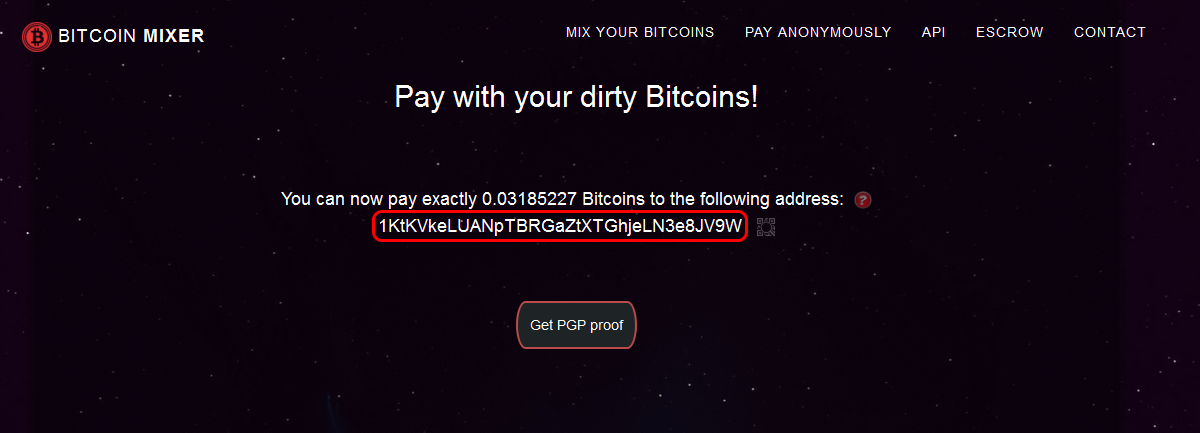 BITCOIN MIXER
MIX YOUR BITCOINS PAY ANONYMOUSLY API ESCROW CONTACT
Pay with your dirty Bitcoins!
You can now pay exactly 0.03185227 Bitcoins to the following address: ?
1KtKVkeLUANpTBRGaZtXTGhjeLN3e8JV9W
Get PGP proof